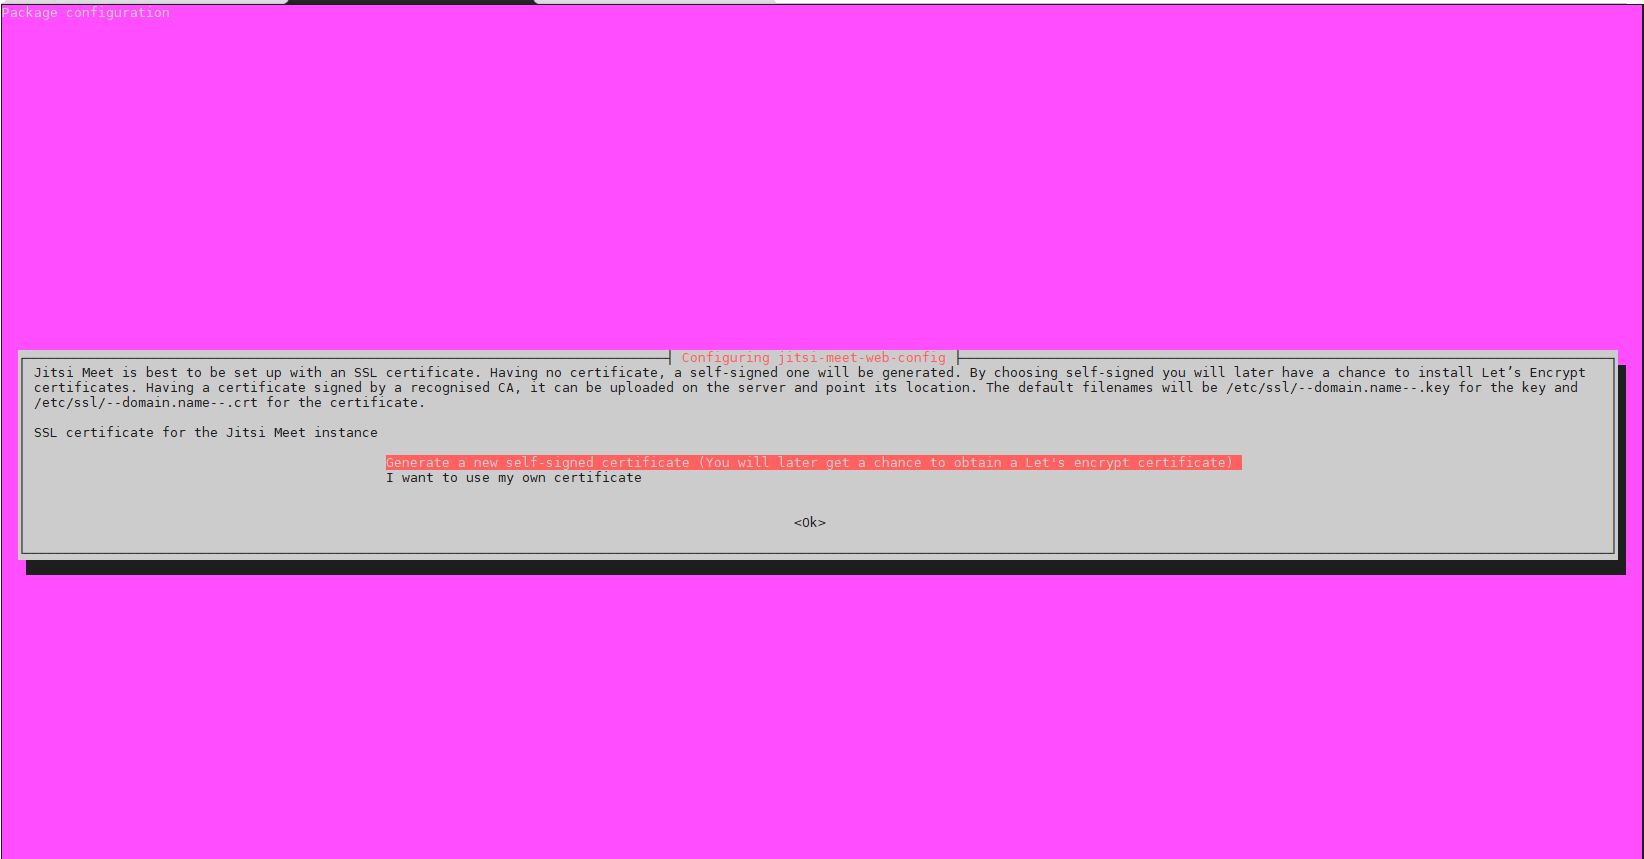 Package configuration
Configuring jitsi-meet-web-config
Jitsi Meet is best to be set up with an SSL certificate. Having no certificate, a self-signed one will be generated. By choosing self-signed you will later have a chance to install Let’s Encrypt
certificates. Having a certificate signed by a recognised CA, it can be uploaded on the server and point its location. The default filenames will be /etc/ssl/--domain.name--.key for the key and
/etc/ssl/--domain.name--.crt for the certificate.
SSL certificate for the Jitsi Meet instance
Generate a new self-signed certificate (You will later get a chance to obtain a Let's encrypt certificate)
I want to use my own certificate
<Ok>